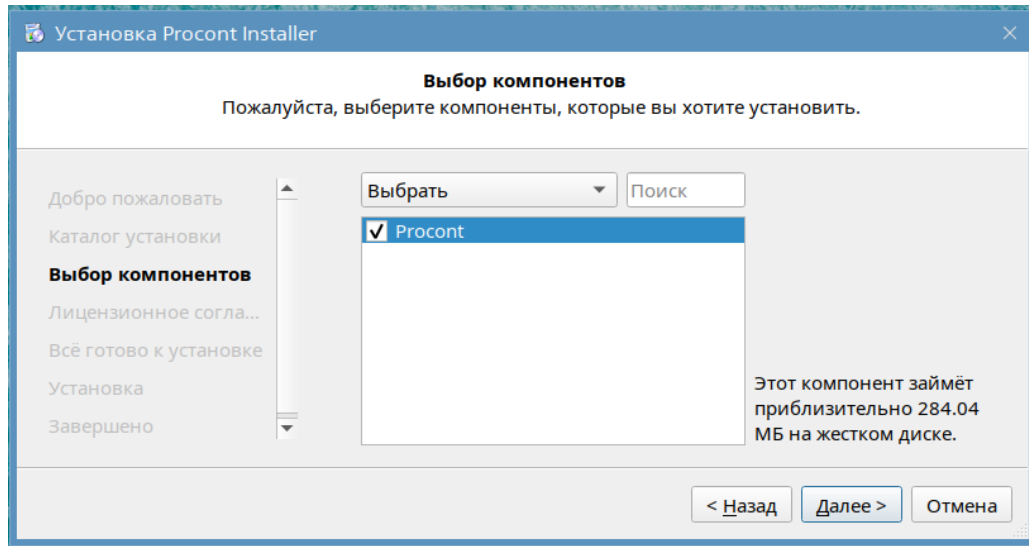 Установка Procont Installer
Выбор компонентов
Пожалуйста, выберите компоненты, которые вы хотите установить.
Добро пожаловать
Каталог установки
Выбор компонентов
Лицензионное согла...
Всё готово к установке
Установка
Завершено
Выбрать
Поиск
Procont
Этот компонент займёт
приблизительно 284.04
МБ на жестком диске.
< Назад
Далее >
Отмена